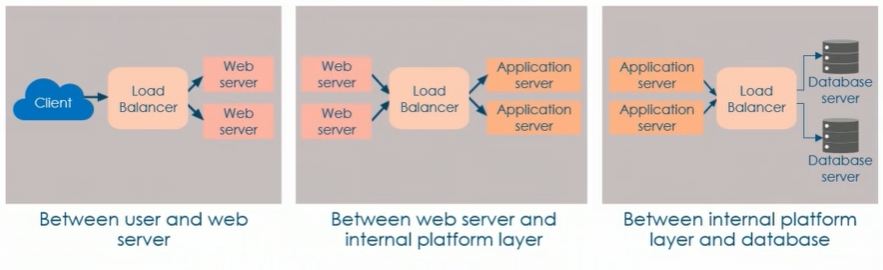 Client
Load
Balancer
Web
server
Web
server
Between user and web
server
Web
server
Web
server
Load
Balancer
Application
server
Application
server
Between web server and
internal platform layer
Application
server
Application
server
Load
Balancer
Database
server
Database
server
Between internal platform
layer and database